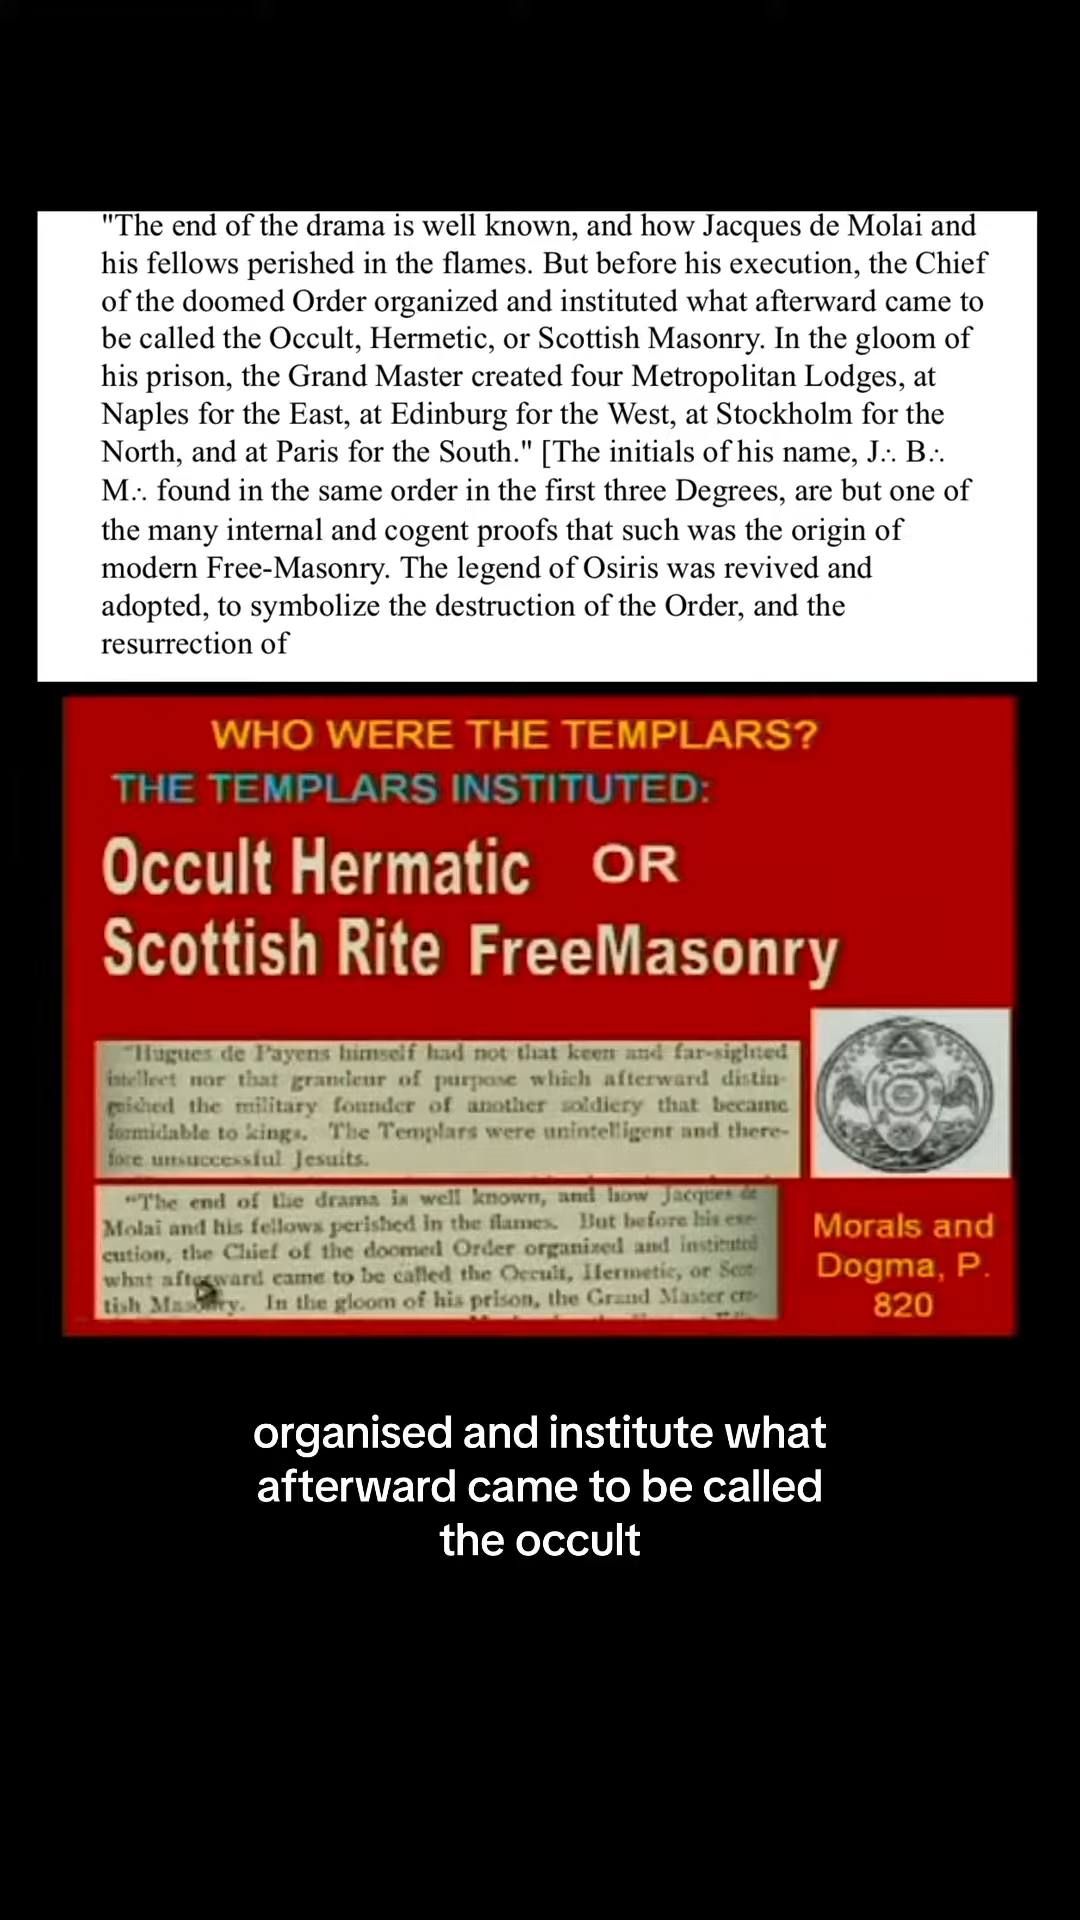 "The end of the drama is well known, and how Jacques de Molai and
his fellows perished in the flames. But before his execution, the Chief
of the doomed Order organized and instituted what afterward came to
be called the Occult, Hermetic, or Scottish Masonry. In the gloom of
his prison, the Grand Master created four Metropolitan Lodges, at
Naples for the East, at Edinburg for the West, at Stockholm for the
North, and at Paris for the South." [The initials of his name, J∴ B∴
M∴ found in the same order in the first three Degrees, are but one of
the many internal and cogent proofs that such was the origin of
modern Free-Masonry. The legend of Osiris was revived and
adopted, to symbolize the destruction of the Order, and the
resurrection of
WHO WERE THE TEMPLARS?
THE TEMPLARS INSTITUTED:
Occult Hermatic OR
Scottish Rite FreeMasonry
"Hugues de Payens himself had not that keen and far-sighted
intellect nor that grandeur of purpose which afterward distin-
guished the military founder of another soldiery that became
formidable to kings. The Templars were unintelligent and there-
fore unsuccessful Jesuits.
"The end of the drama is well known, and how Jacques de
Molai and his fellows perished in the flames. But before his exe-
cution, the Chief of the doomed Order organized and instituted
what afterward came to be called the Occult, Hermetic, or Scot-
tish Masonry. In the gloom of his prison, the Grand Master cre-
Morals and
Dogma, P.
820
organised and institute what
afterward came to be called
the occult